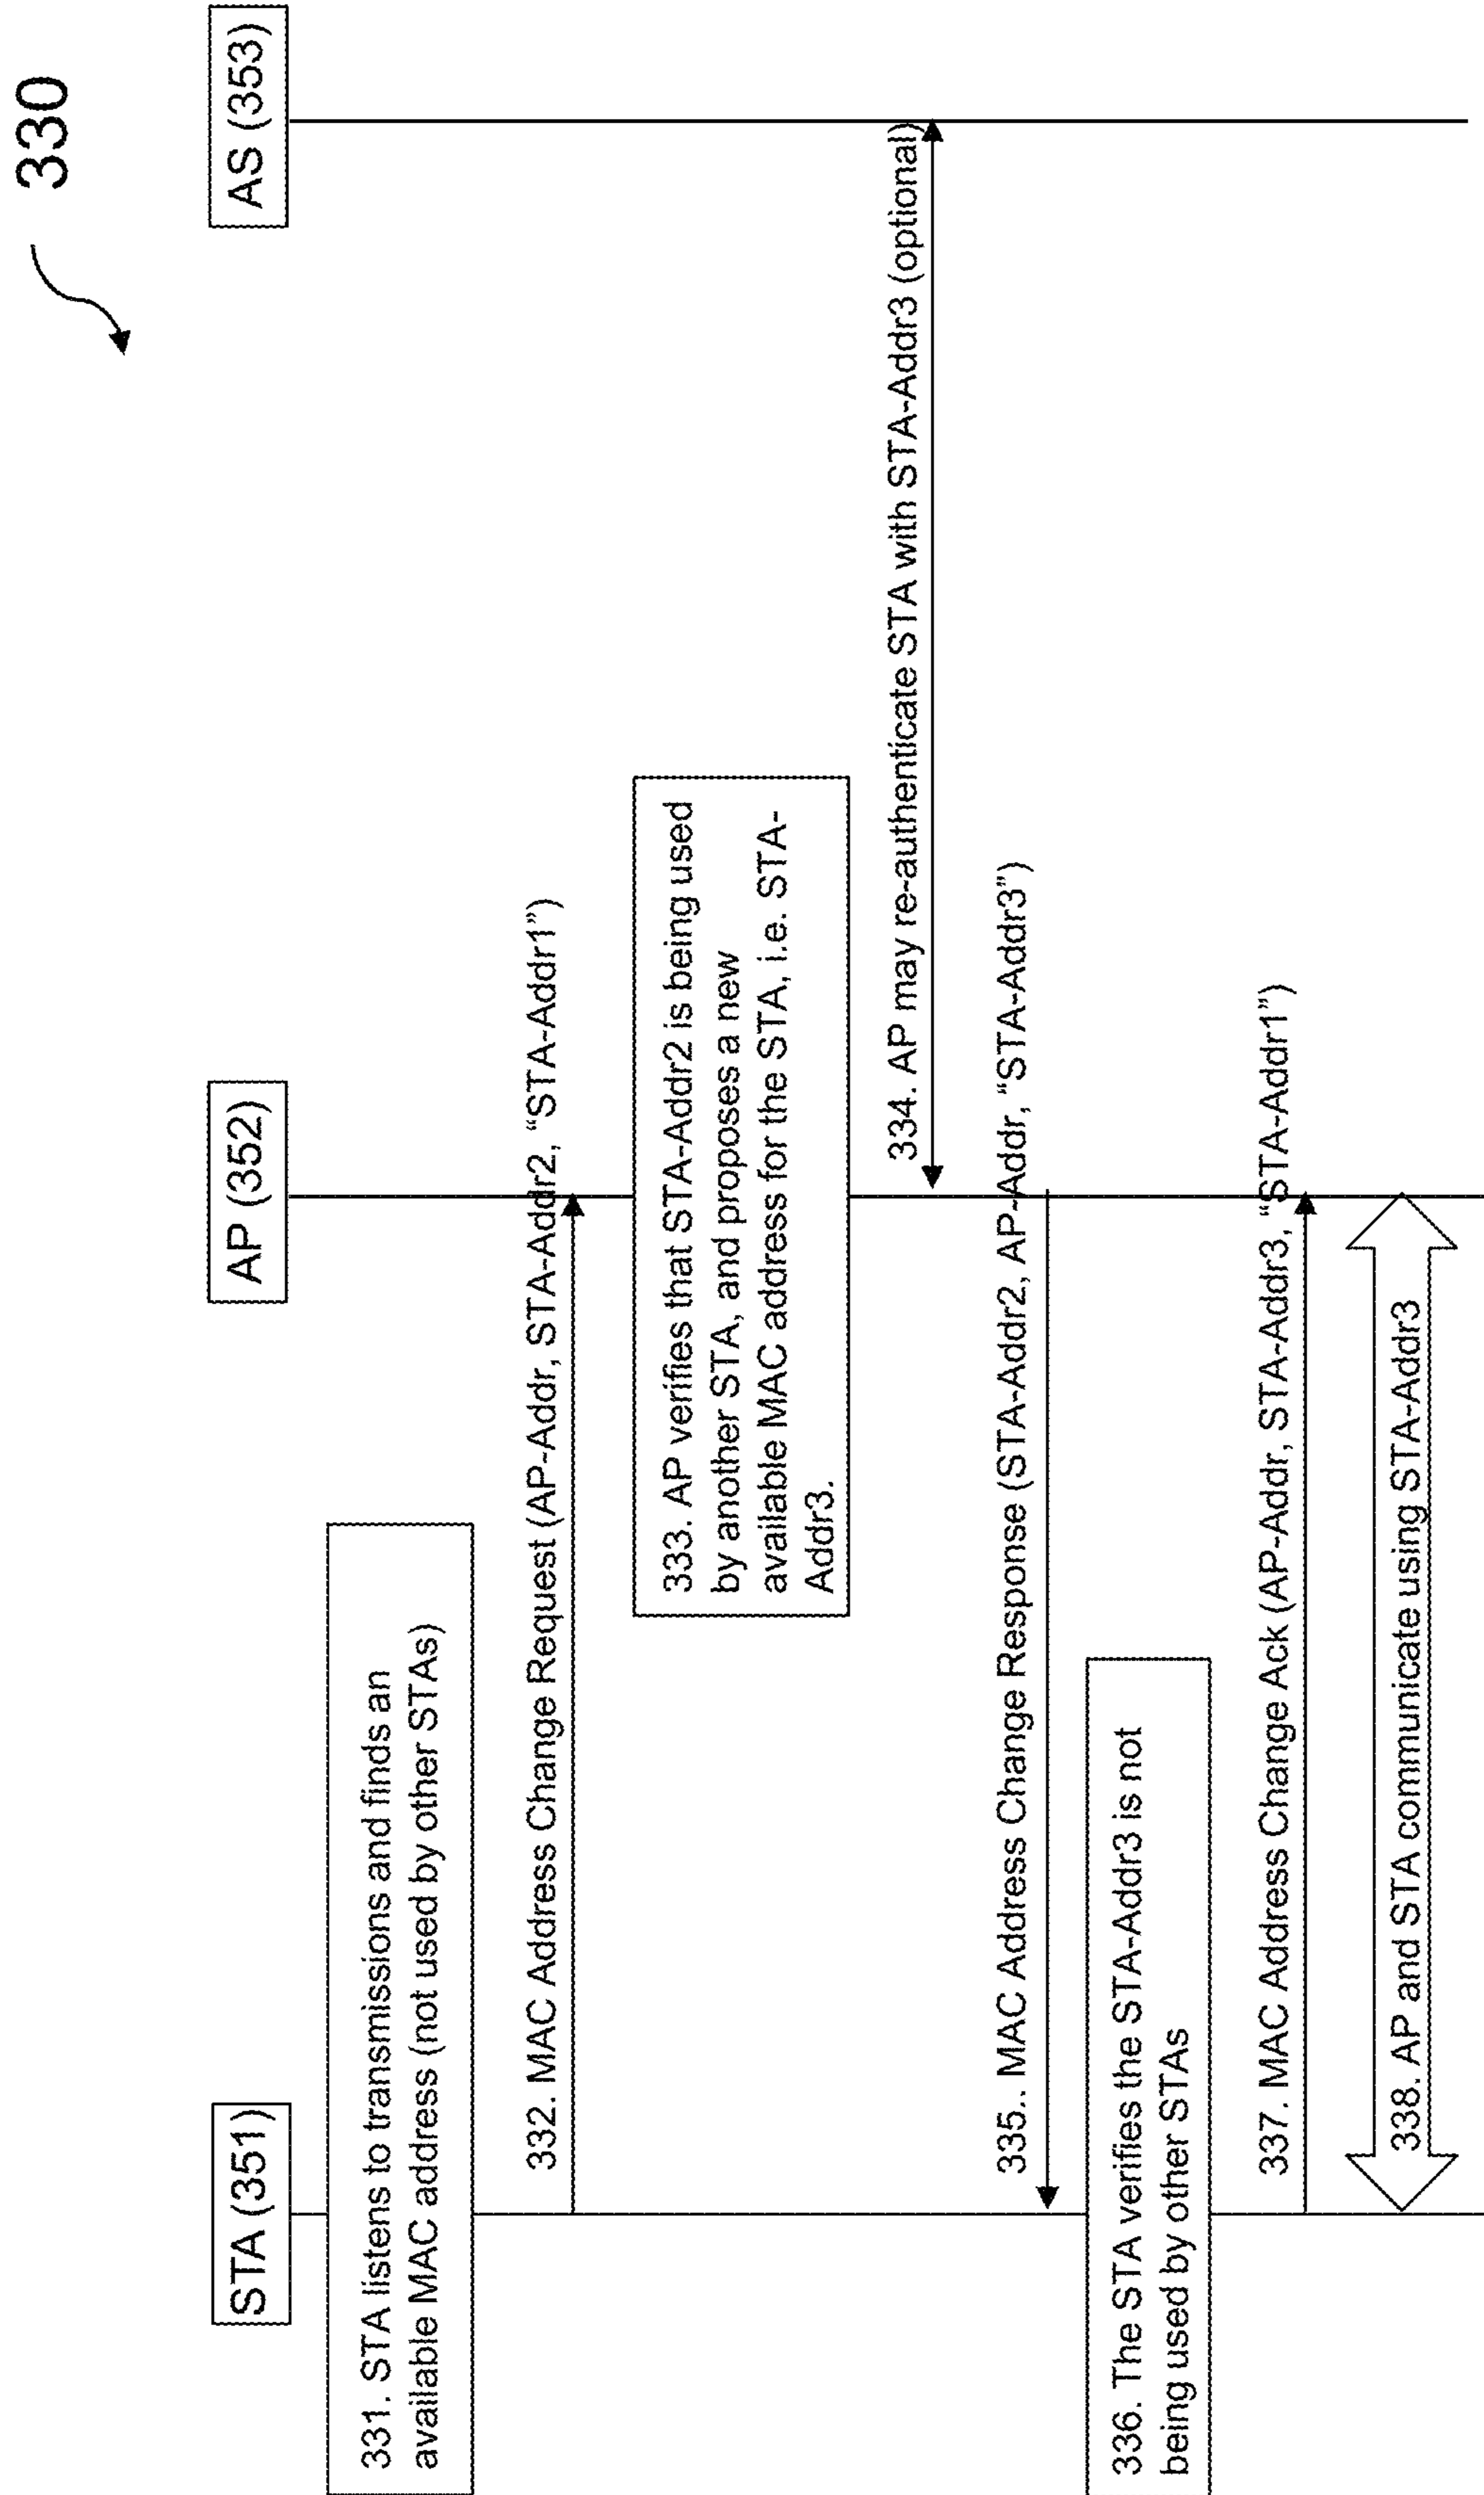 330
STA (351)
AP (352)
AS (353)
331. STA listens to transmissions and finds an
available MAC address (not used by other STAs)
332. MAC Address Change Request (AP-Addr, STA-Addr2, “STA-Addr1”)
333. AP verifies that STA-Addr2 is being used
by another STA, and proposes a new
available MAC address for the STA, i.e. STA-
Addr3.
334. AP may re-authenticate STA with STA-Addr3 (optional)
335.. MAC Address Change Response (STA-Addr2, AP-Addr, “STA-Addr3”)
336. The STA verifies the STA-Addr3 is not
being used by other STAs
337. MAC Address Change Ack (AP-Addr, STA-Addr3, “STA-Addr1”)
338. AP and STA communicate using STA-Addr3